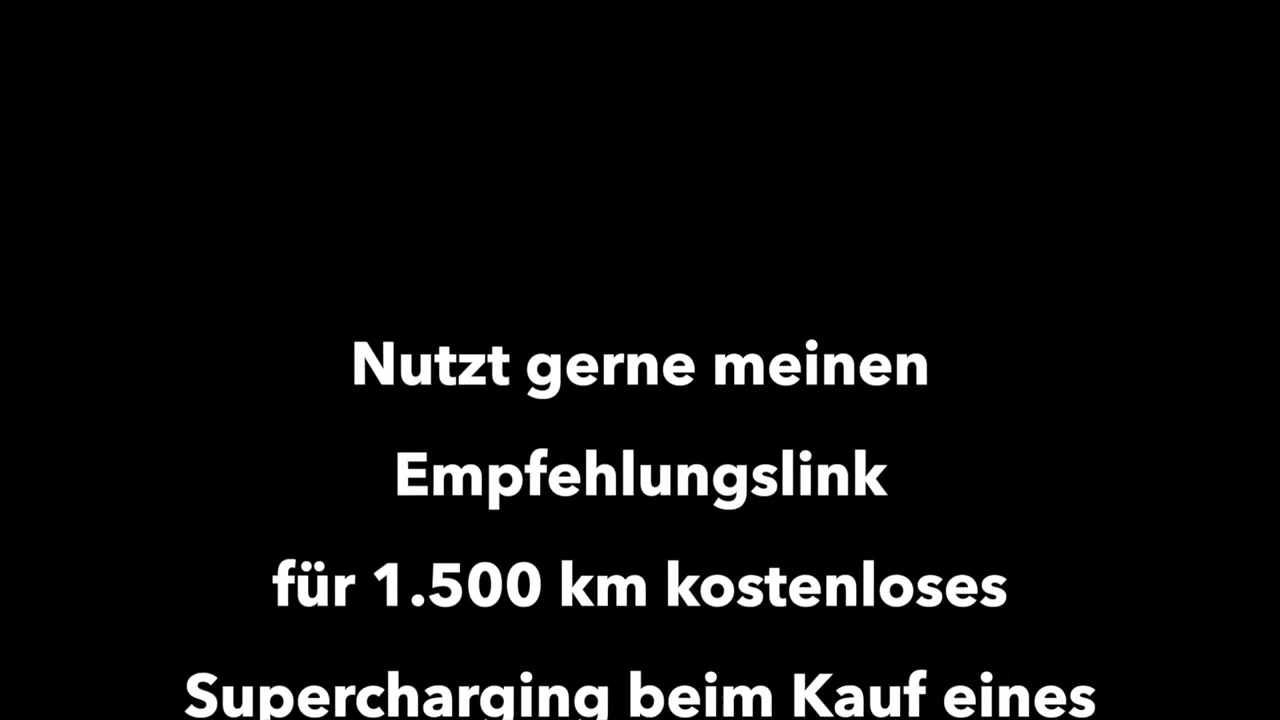 Nutzt gerne meinen
Empfehlungslink
für 1.500 km kostenloses
Supercharging beim Kauf eines